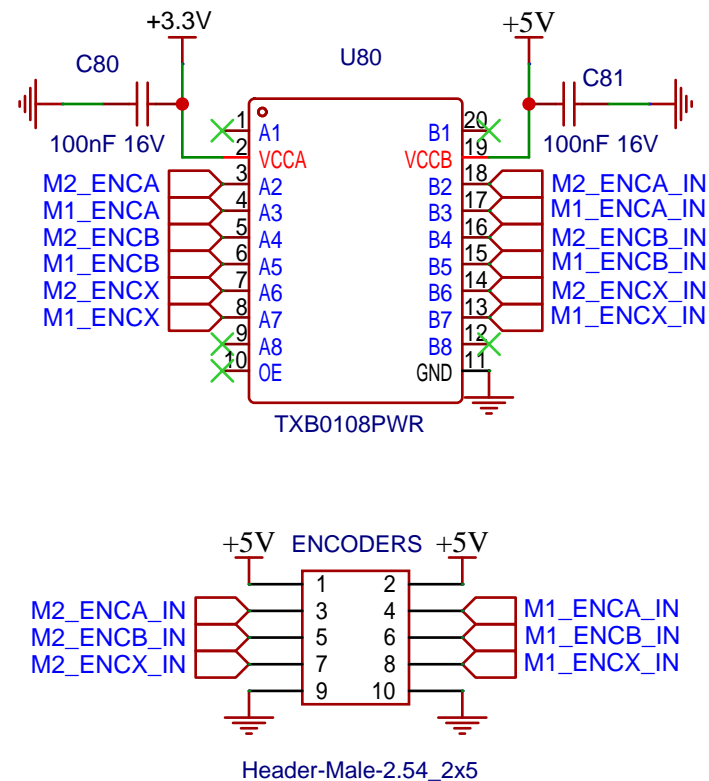 +3.3V +5V
C80 U80 C81
100nF 16V 100nF 16V
1 A1 B1 20
2 VCCA VCCB 19
M2_ENCA 3 A2 B2 18 M2_ENCA_IN
M1_ENCA 4 A3 B3 17 M1_ENCA_IN
M2_ENCB 5 A4 B4 16 M2_ENCB_IN
M1_ENCB 6 A5 B5 15 M1_ENCB_IN
M2_ENCX 7 A6 B6 14 M2_ENCX_IN
M1_ENCX 8 A7 B7 13 M1_ENCX_IN
9 A8 B8 12
10 OE GND 11
TXB0108PWR
+5V ENCODERS +5V
1 2
M2_ENCA_IN 3 4 M1_ENCA_IN
M2_ENCB_IN 5 6 M1_ENCB_IN
M2_ENCX_IN 7 8 M1_ENCX_IN
9 10
Header-Male-2.54_2x5